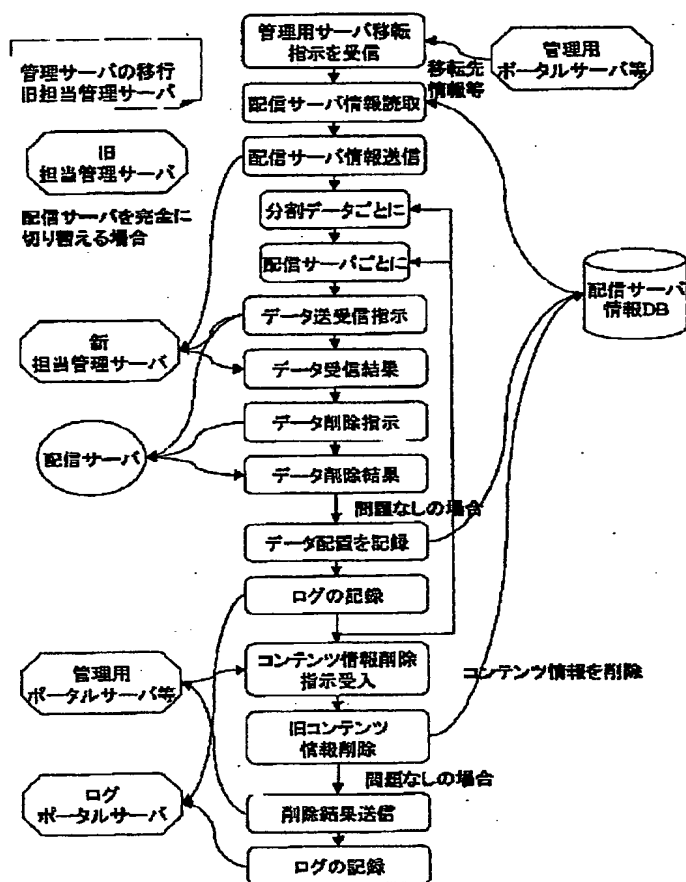 管理用サーバ移転
指示を受信
管理用
ポータルサーバ等
移転先
情報等
管理サーバの移行
旧担当管理サーバ
配信サーバ情報読取
旧
担当管理サーバ
配信サーバ情報送信
配信サーバを完全に
切り替える場合
分割データごとに
配信サーバごとに
配信サーバ
情報DB
データ送受信指示
新
担当管理サーバ
データ受信結果
データ削除指示
配信サーバ
データ削除結果
問題なしの場合
データ配置を記録
ログの記録
管理用
ポータルサーバ等
コンテンツ情報削除
指示受入
コンテンツ情報を削除
旧コンテンツ
情報削除
問題なしの場合
ログ
ポータルサーバ
削除結果送信
ログの記録